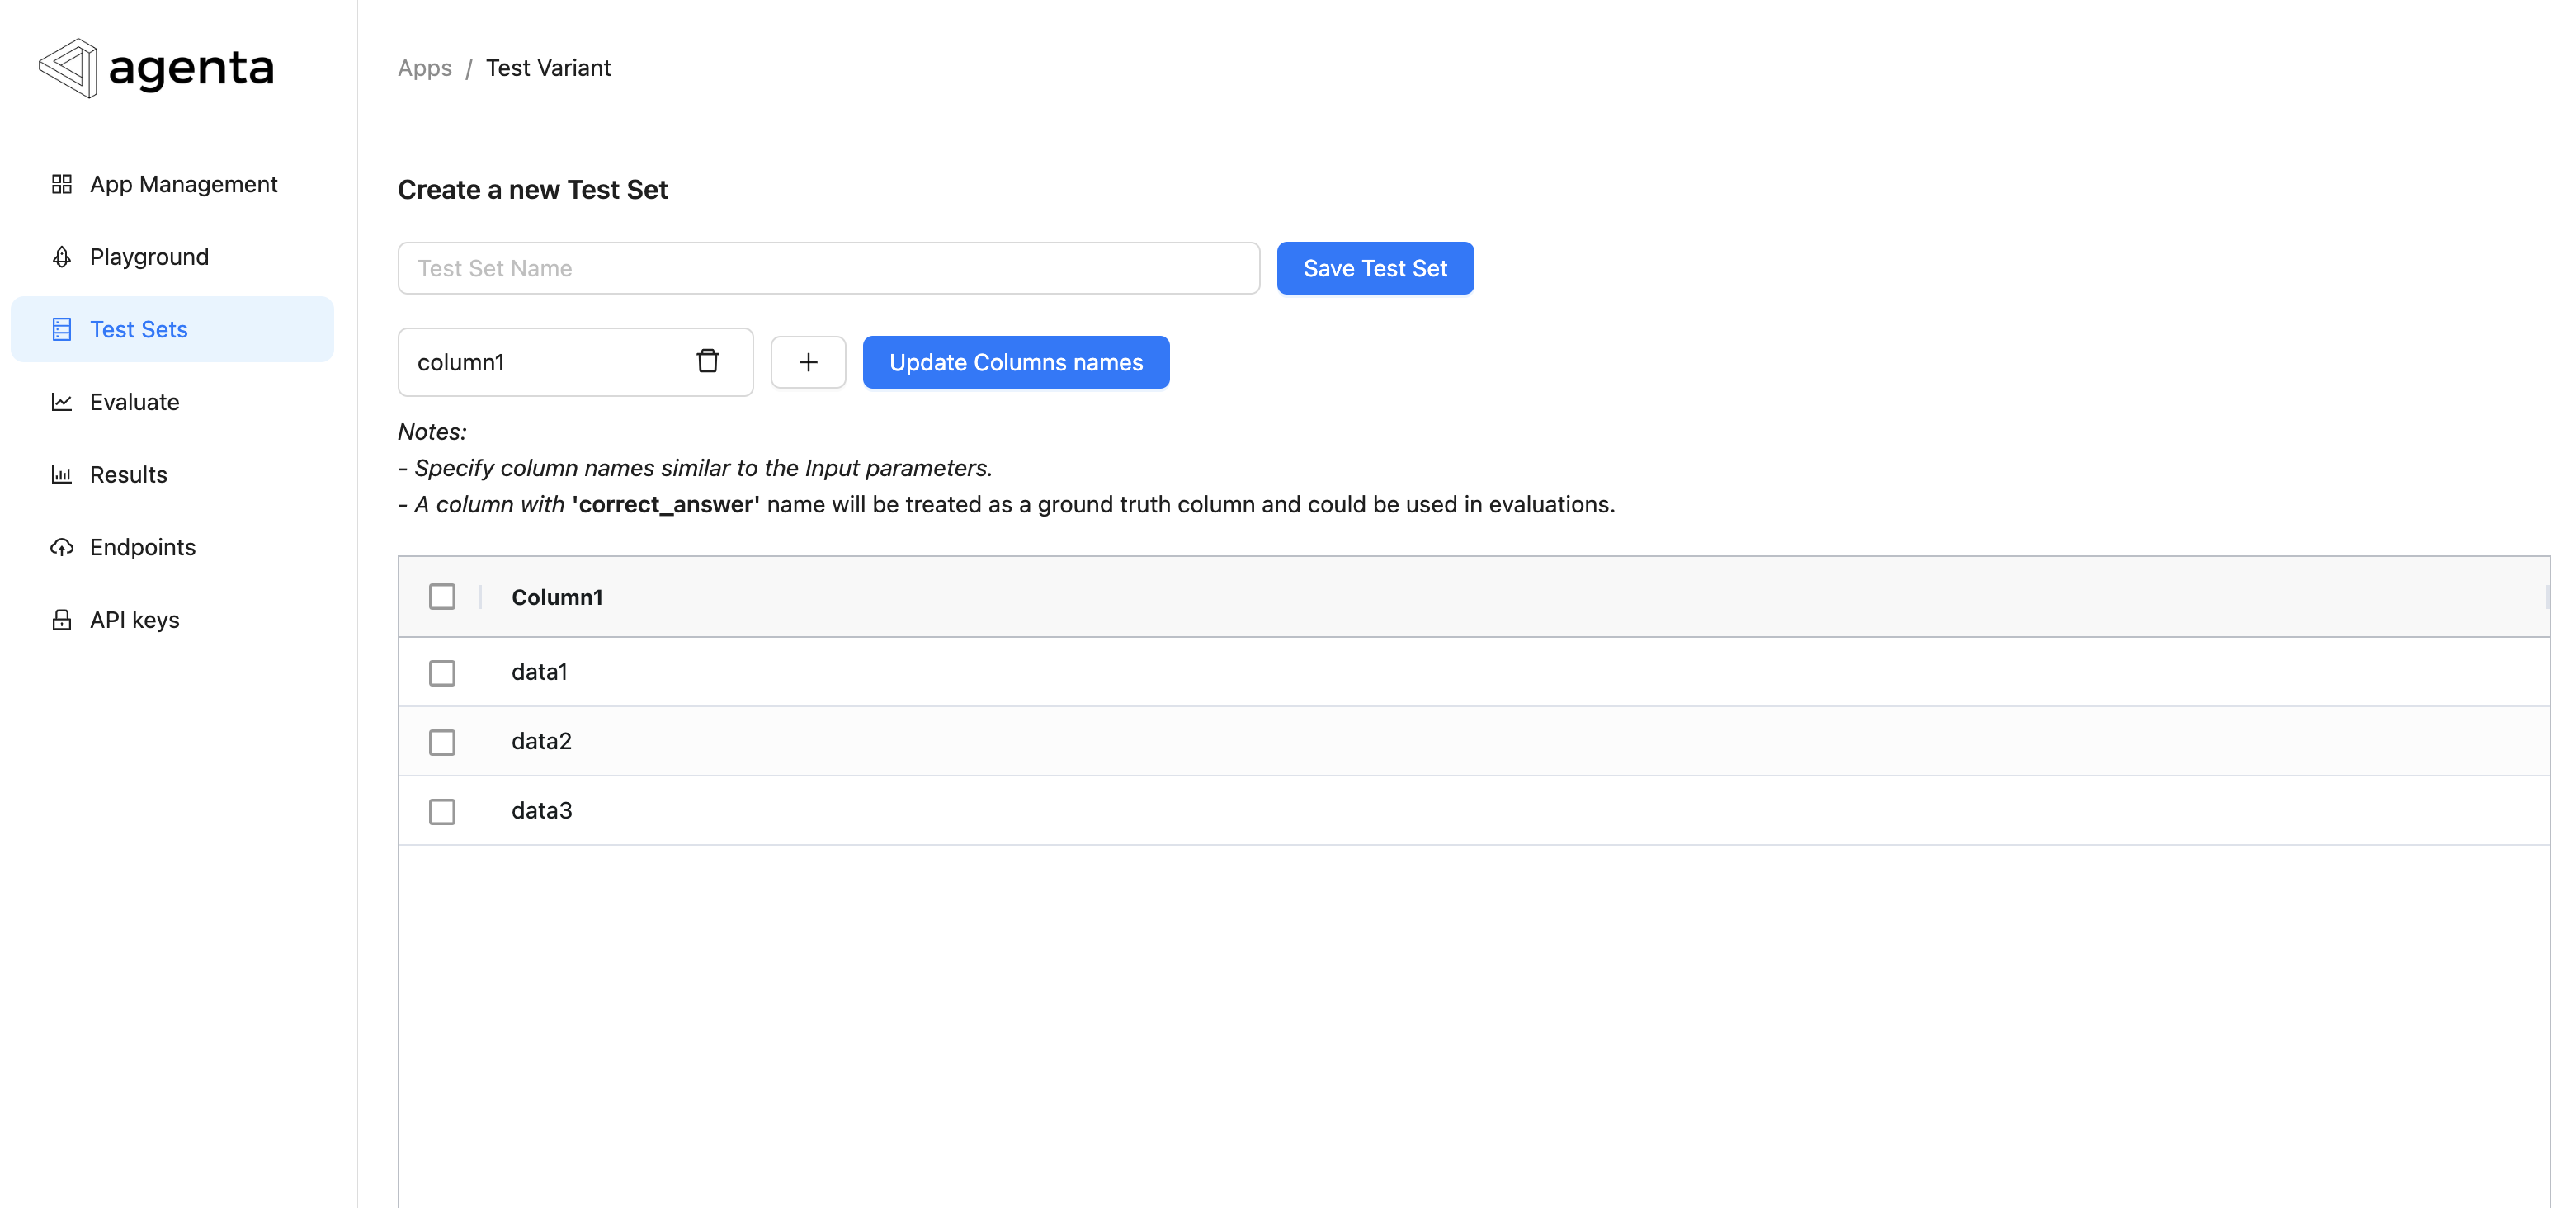 agenta
App Management
Playground
Test Sets
Evaluate
Results
Endpoints
API keys
Apps / Test Variant
Create a new Test Set
Test Set Name
Save Test Set
column1
+
Update Columns names
Notes:
- Specify column names similar to the Input parameters.
- A column with 'correct_answer' name will be treated as a ground truth column and could be used in evaluations.
Column1
data1
data2
data3